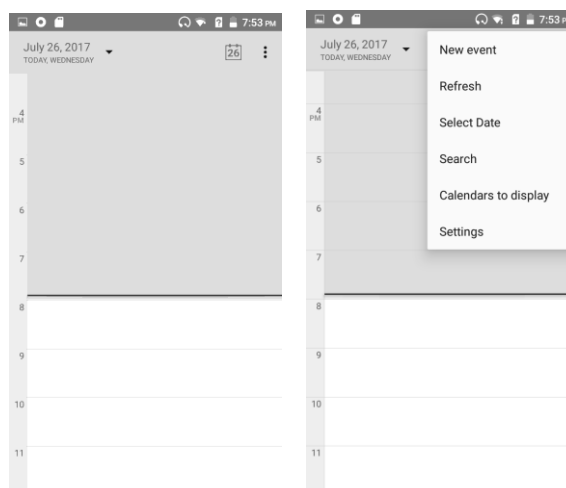 7:53 PM
July 26, 2017
TODAY, WEDNESDAY
26
4
PM
5
6
7
8
9
10
11
7:53 P
July 26, 2017
TODAY, WEDNESDAY
New event
Refresh
Select Date
Search
Calendars to display
Settings
4
PM
5
6
7
8
9
10
11